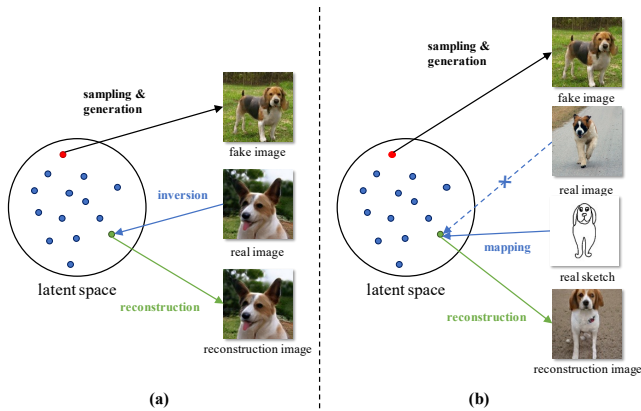 sampling &
generation
fake image
inversion
real image
latent space
reconstruction
reconstruction image
(a)
sampling &
generation
fake image
real image
mapping
real sketch
latent space
reconstruction
reconstruction image
(b)